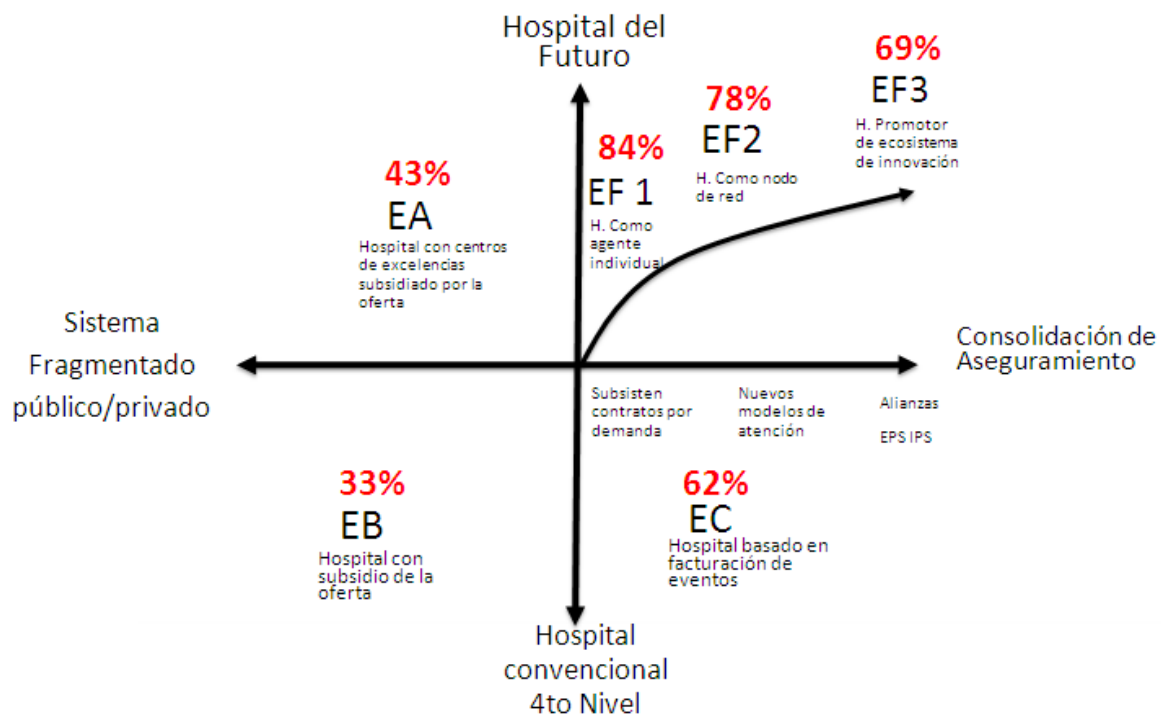 Hospital del
Futuro
69%
EF3
H. Promotor
de ecosistema
de innovación
78%
EF2
H. Como nodo
de red
84%
EF 1
H. Como
agente
individual
43%
EA
Hospital con centros
de excelencias
subsidiado por la
oferta
Sistema
Fragmentado
público/privado
Consolidación de
Aseguramiento
Subsisten
contratos por
demanda
Nuevos
modelos de
atención
Alianzas
EPS IPS
33%
EB
Hospital con
subsidio de la
oferta
62%
EC
Hospital basado en
facturación de
eventos
Hospital
convencional
4to Nivel